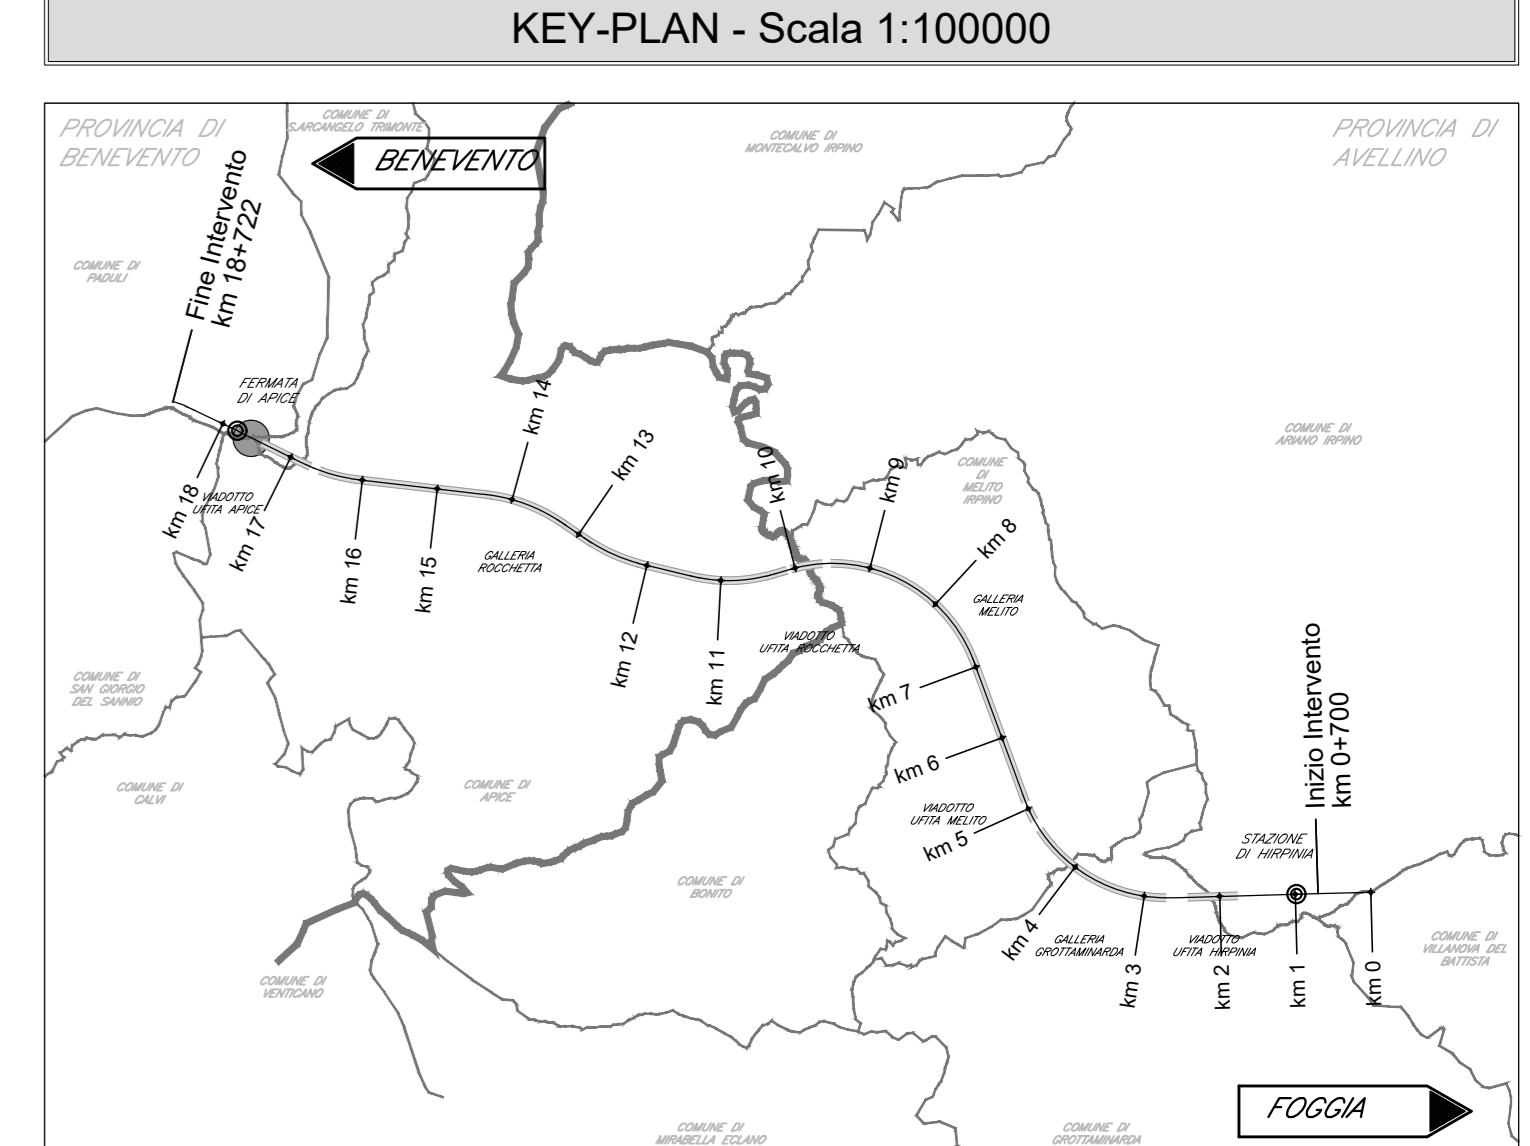 KEY-PLAN - Scala 1:100000
PROVINCIA DI
BENEVENTO
COMUNE DI
S.ARCANGELO TRIMONTE
BENEVENTO
COMUNE DI
MONTECALVO IRPINO
PROVINCIA DI
AVELLINO
Fine Intervento
km 18+722
COMUNE DI
PADULI
FERMATA
DI APICE
km 14
km 13
km 10
km 9
COMUNE
DI
MELITO
IRPINO
COMUNE DI
ARIANO IRPINO
km 18
VIADOTTO
UFITA APICE
km 17
km 16
km 15
GALLERIA
ROCCHETTA
km 8
GALLERIA
MELITO
km 12
km 11
VIADOTTO
UFITA ROCCHETTA
km 7
COMUNE DI
SAN GIORGIO
DEL SANNIO
Inizio Intervento
km 0+700
km 6
COMUNE DI
CALVI
COMUNE DI
APICE
VIADOTTO
UFITA MELITO
km 5
STAZIONE
DI HIRPINIA
COMUNE DI
BONITO
km 4
GALLERIA
GROTTAMINARDA
km 3
VIADOTTO
UFITA HIRPINIA
km 2
km 1
km 0
COMUNE DI
VILLANOVA DEL
BATTISTA
COMUNE DI
VENTICANO
FOGGIA
COMUNE DI
MIRABELLA ECLANO
COMUNE DI
GROTTAMINARDA